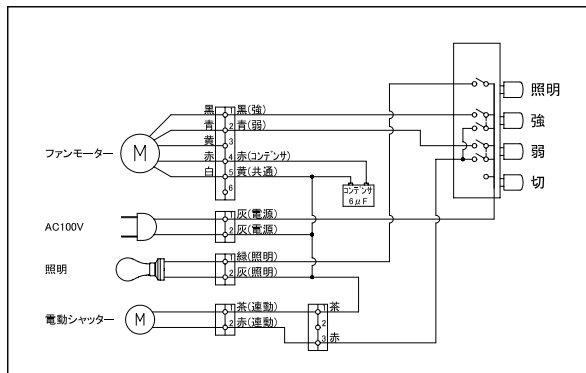 照明
強
弱
切
ファンモーター
M
黒
青
黄
赤
白
1
2
3
4
5
6
黒(強)
青(弱)
赤(コンデンサ)
黄(共通)
コンデンサ
6μF
AC100V
1
2
灰(電源)
灰(電源)
照明
1
2
緑(照明)
灰(照明)
電動シャッター
M
1
2
茶(連動)
赤(連動)
1
2
3
茶
赤